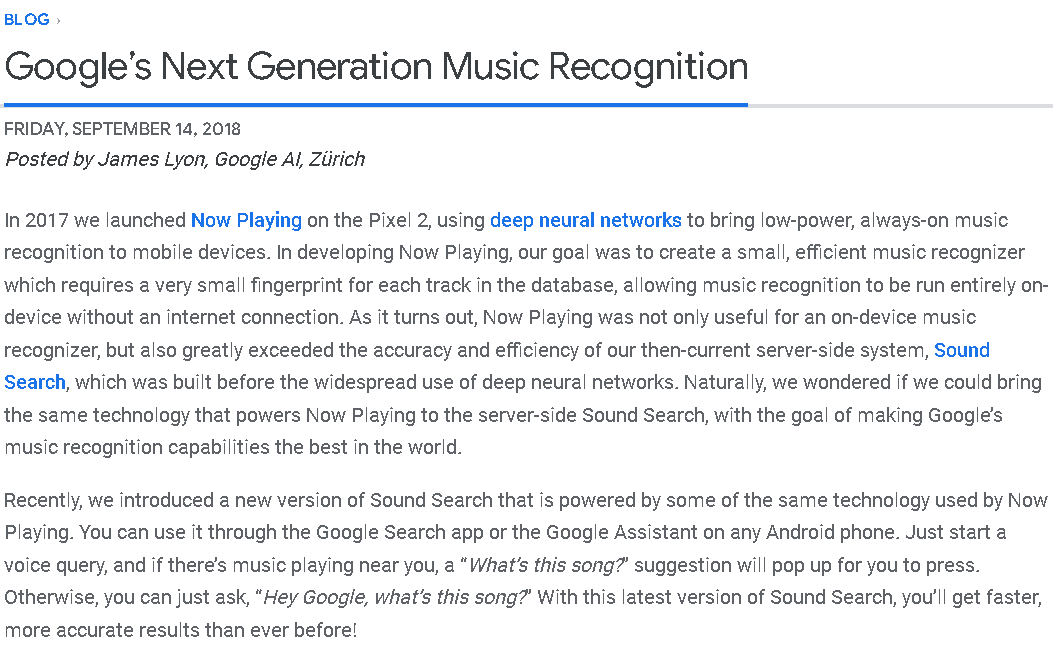 BLOG ›
Google’s Next Generation Music Recognition
FRIDAY, SEPTEMBER 14, 2018
Posted by James Lyon, Google AI, Zürich
In 2017 we launched Now Playing on the Pixel 2, using deep neural networks to bring low-power, always-on music
recognition to mobile devices. In developing Now Playing, our goal was to create a small, efficient music recognizer
which requires a very small fingerprint for each track in the database, allowing music recognition to be run entirely on-
device without an internet connection. As it turns out, Now Playing was not only useful for an on-device music
recognizer, but also greatly exceeded the accuracy and efficiency of our then-current server-side system, Sound
Search, which was built before the widespread use of deep neural networks. Naturally, we wondered if we could bring
the same technology that powers Now Playing to the server-side Sound Search, with the goal of making Google’s
music recognition capabilities the best in the world.
Recently, we introduced a new version of Sound Search that is powered by some of the same technology used by Now
Playing. You can use it through the Google Search app or the Google Assistant on any Android phone. Just start a
voice query, and if there’s music playing near you, a “What’s this song?” suggestion will pop up for you to press.
Otherwise, you can just ask, “Hey Google, what’s this song?” With this latest version of Sound Search, you’ll get faster,
more accurate results than ever before!